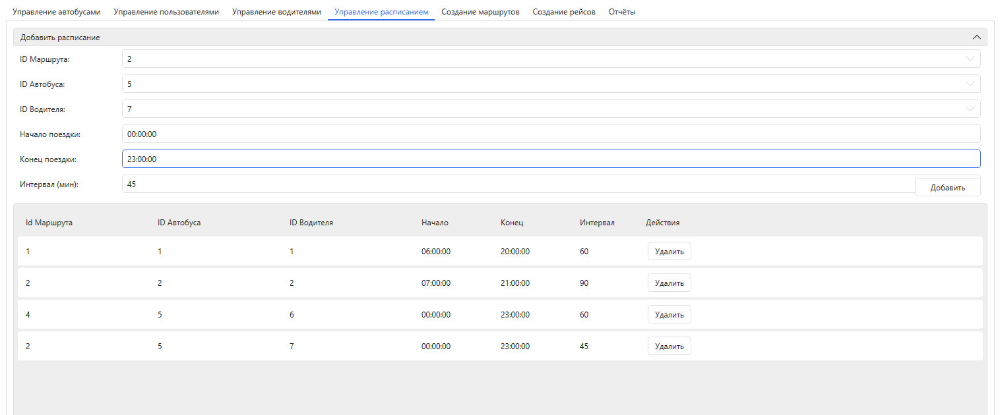 Управление автобусами Управление пользователями Управление водителями Управление расписанием Создание маршрутов Создание рейсов Отчёты
Добавить расписание
ID Маршрута: 2
ID Автобуса: 5
ID Водителя: 7
Начало поездки: 00:00:00
Конец поездки: 23:00:00
Интервал (мин): 45
Добавить
Id Маршрута ID Автобуса ID Водителя Начало Конец Интервал Действия
1 1 1 06:00:00 20:00:00 60 Удалить
2 2 2 07:00:00 21:00:00 90 Удалить
4 5 6 00:00:00 23:00:00 60 Удалить
2 5 7 00:00:00 23:00:00 45 Удалить